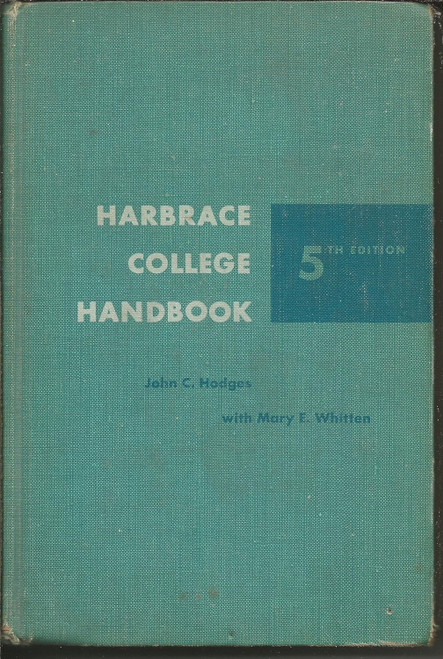 HARBRACE
COLLEGE
HANDBOOK
5TH EDITION
John C. Hodges
with Mary E. Whitten